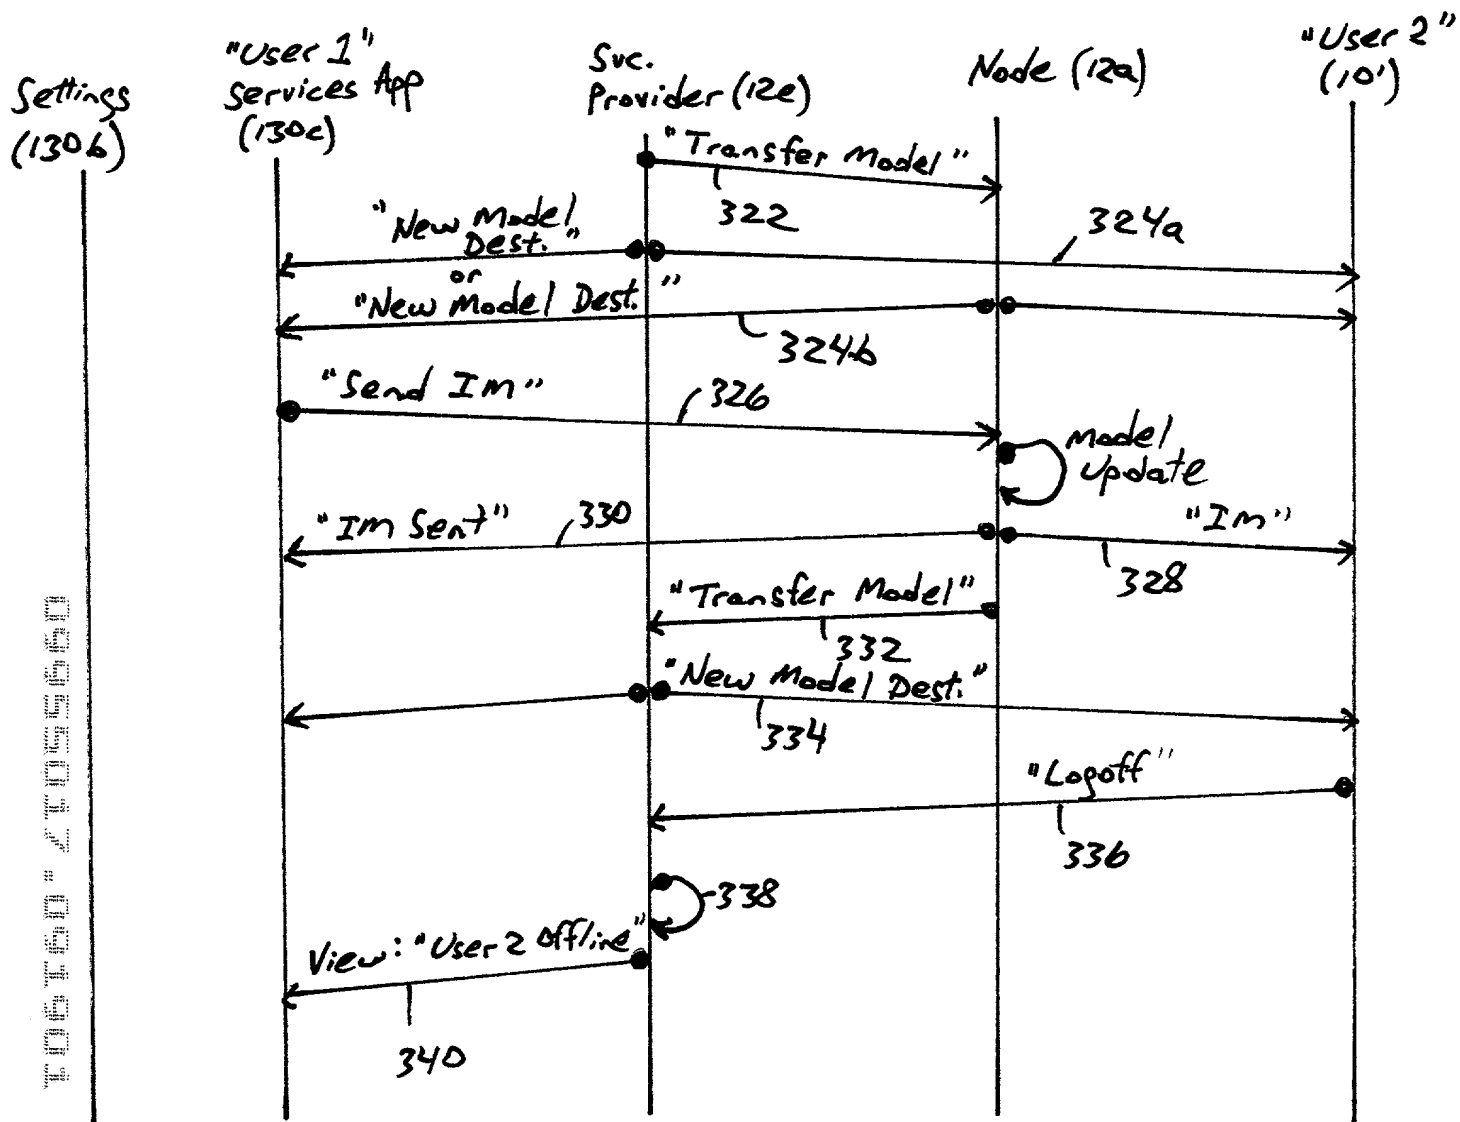 "User 1"
Services App
(130c)
Settings
(130b)
Svc.
Provider (12e)
Node (12a)
"User 2"
(10')
"Transfer Model"
322
"New Model
Dest."
or
324a
"New Model Dest."
324b
"Send Im"
326
Model
Update
"Im Sent"
330
"Im"
328
"Transfer Model"
332
"New Model Dest."
334
"Logoff"
336
338
View: "User 2 Offline"
340
09955017.091901